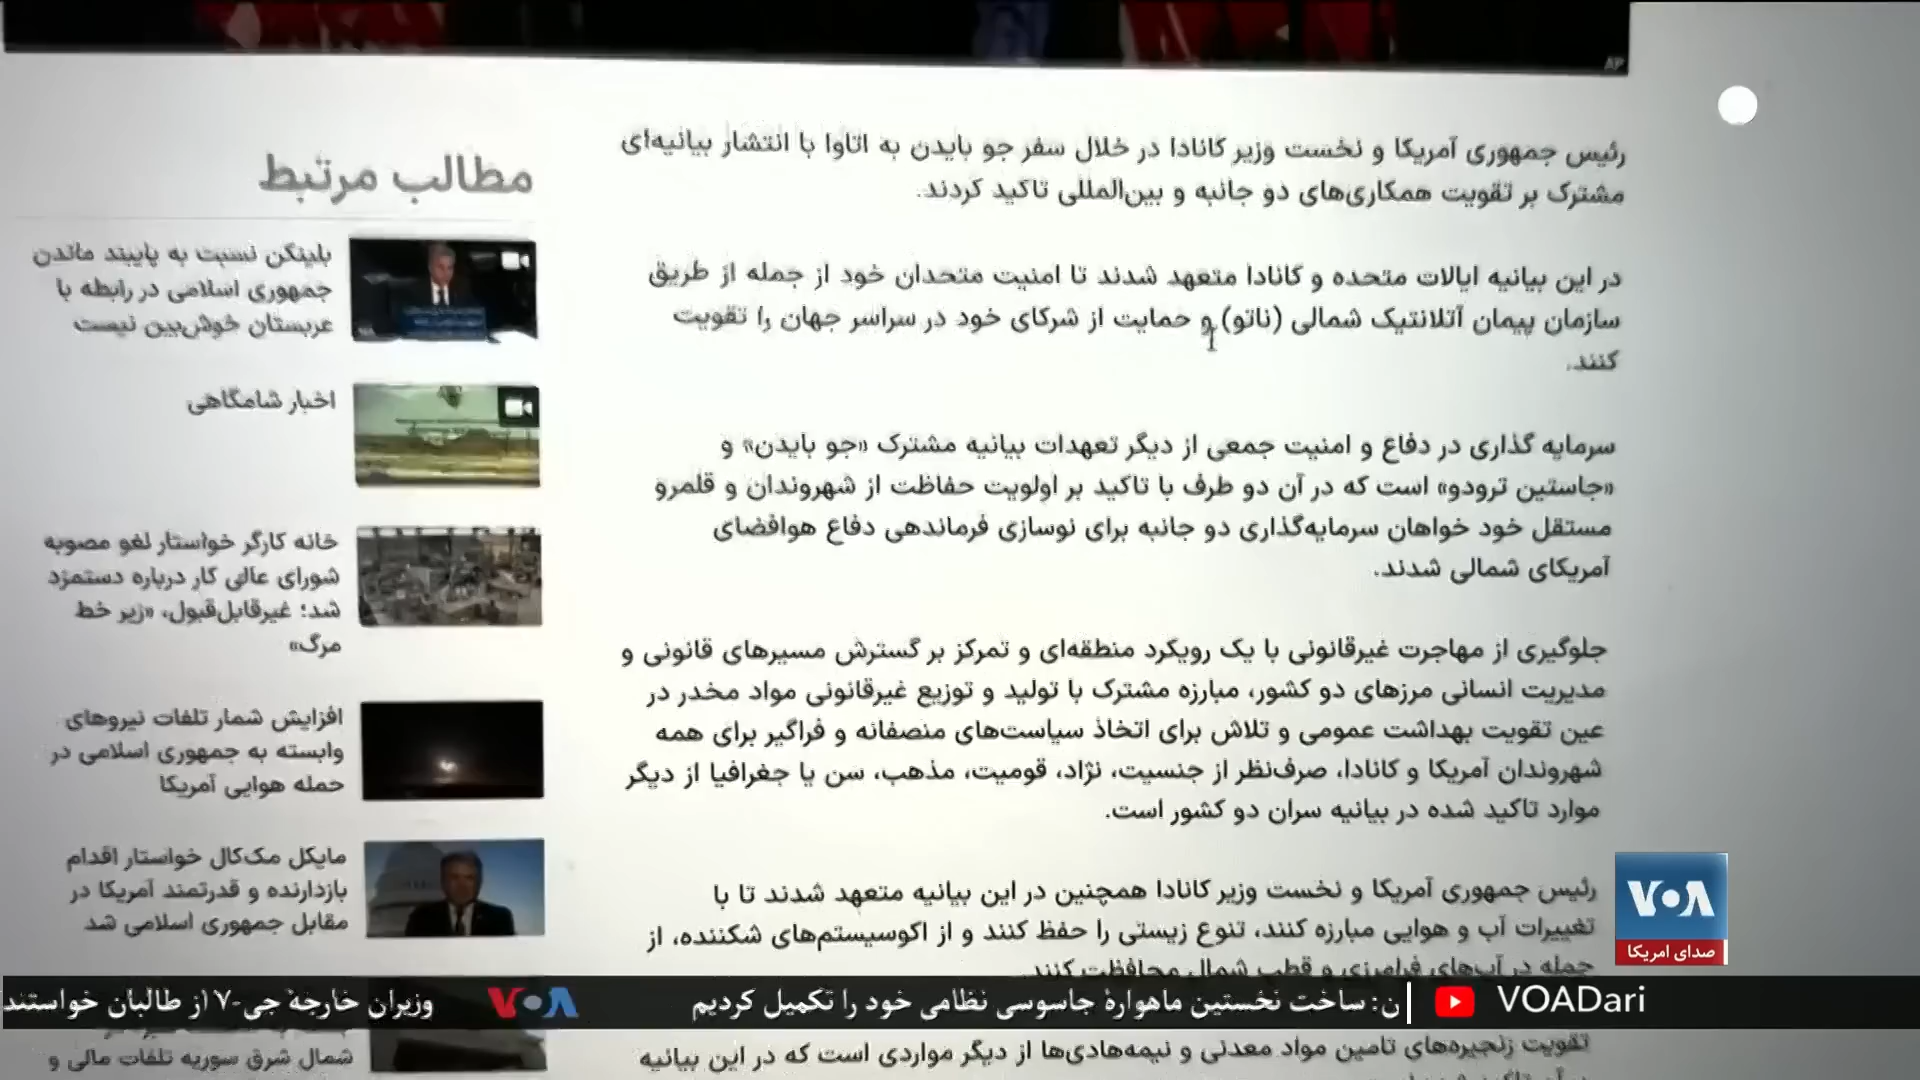 AP
رئیس جمهوری آمریکا و نخست وزیر کانادا در خلال سفر جو بایدن به اتاوا با انتشار بیانیه‌ای
مشترک بر تقویت همکاری‌های دو جانبه و بین‌المللی تاکید کردند.
در این بیانیه ایالات متحده و کانادا متعهد شدند تا امنیت متحدان خود از جمله از طریق
سازمان پیمان آتلانتیک شمالی (ناتو) و حمایت از شرکای خود در سراسر جهان را تقویت
کنند.
سرمایه گذاری در دفاع و امنیت جمعی از دیگر تعهدات بیانیه مشترک «جو بایدن» و
«جاستین ترودو» است که در آن دو طرف با تاکید بر اولویت حفاظت از شهروندان و قلمرو
مستقل خود خواهان سرمایه‌گذاری دو جانبه برای نوسازی فرماندهی دفاع هوافضای
آمریکای شمالی شدند.
جلوگیری از مهاجرت غیرقانونی با یک رویکرد منطقه‌ای و تمرکز بر گسترش مسیرهای قانونی و
مدیریت انسانی مرزهای دو کشور، مبارزه مشترک با تولید و توزیع غیرقانونی مواد مخدر در
عین تقویت بهداشت عمومی و تلاش برای اتخاذ سیاست‌های منصفانه و فراگیر برای همه
شهروندان آمریکا و کانادا، صرف‌نظر از جنسیت، نژاد، قومیت، مذهب، سن یا جغرافیا از دیگر
موارد تاکید شده در بیانیه سران دو کشور است.
رئیس جمهوری آمریکا و نخست وزیر کانادا همچنین در این بیانیه متعهد شدند تا با
تغییرات آب و هوایی مبارزه کنند، تنوع زیستی را حفظ کنند و از اکوسیستم‌های شکننده، از
جمله در آب‌های فرامرزی و قطب شمال محافظت کنند.
تقویت زنجیره‌های تامین مواد معدنی و نیمه‌هادی‌ها از دیگر مواردی است که در این بیانیه
مطالب مرتبط
بلینکن نسبت به پایبند ماندن
جمهوری اسلامی در رابطه با
عربستان خوش‌بین نیست
اخبار شامگاهی
خانه کارگر خواستار لغو مصوبه
شورای عالی کار درباره دستمزد
شد؛ غیرقابل‌قبول، «زیر خط
مرگ»
افزایش شمار تلفات نیروهای
وابسته به جمهوری اسلامی در
حمله هوایی آمریکا
مایکل مک‌کال خواستار اقدام
بازدارنده و قدرتمند آمریکا در
مقابل جمهوری اسلامی شد
شمال شرق سوریه تلفات مالی و
VOA
صدای امریکا
VOADari
ن: ساخت نخستین ماهوارهٔ جاسوسی نظامی خود را تکمیل کردیم VOA وزیران خارجهٔ جی-۷ از طالبان خواستند